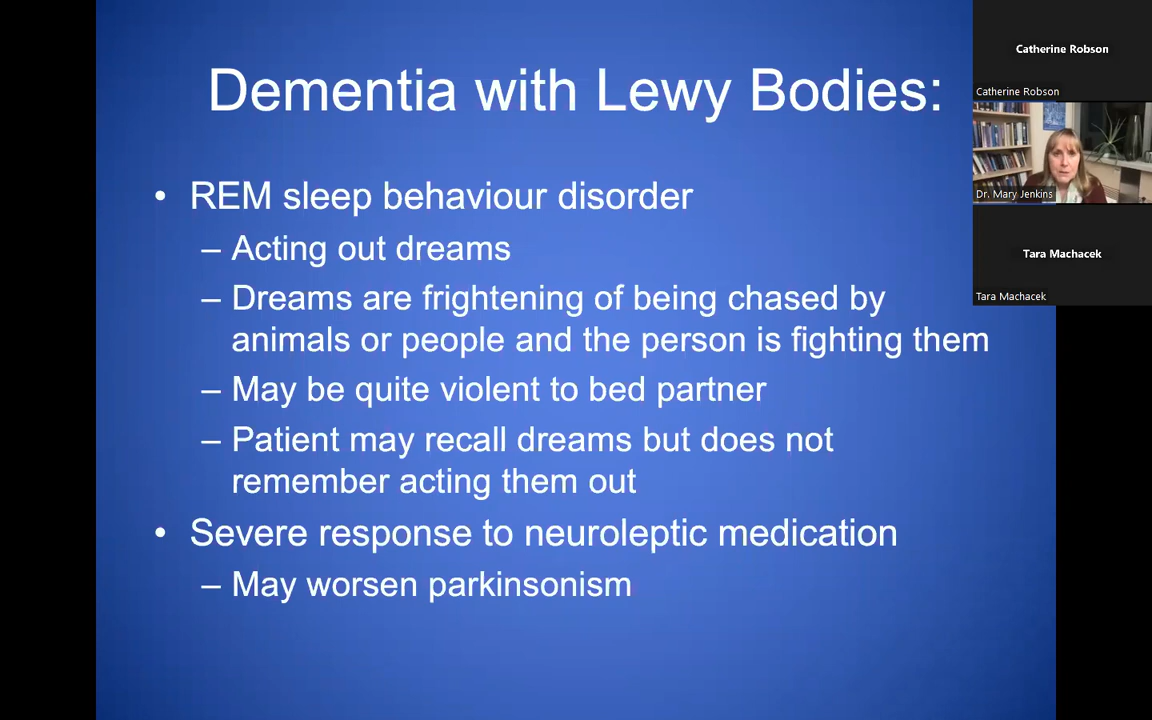 Dementia with Lewy Bodies:
• REM sleep behaviour disorder
– Acting out dreams
– Dreams are frightening of being chased by
animals or people and the person is fighting them
– May be quite violent to bed partner
– Patient may recall dreams but does not
remember acting them out
• Severe response to neuroleptic medication
– May worsen parkinsonism
Catherine Robson
Catherine Robson
Dr. Mary Jenkins
Tara Machacek
Tara Machacek